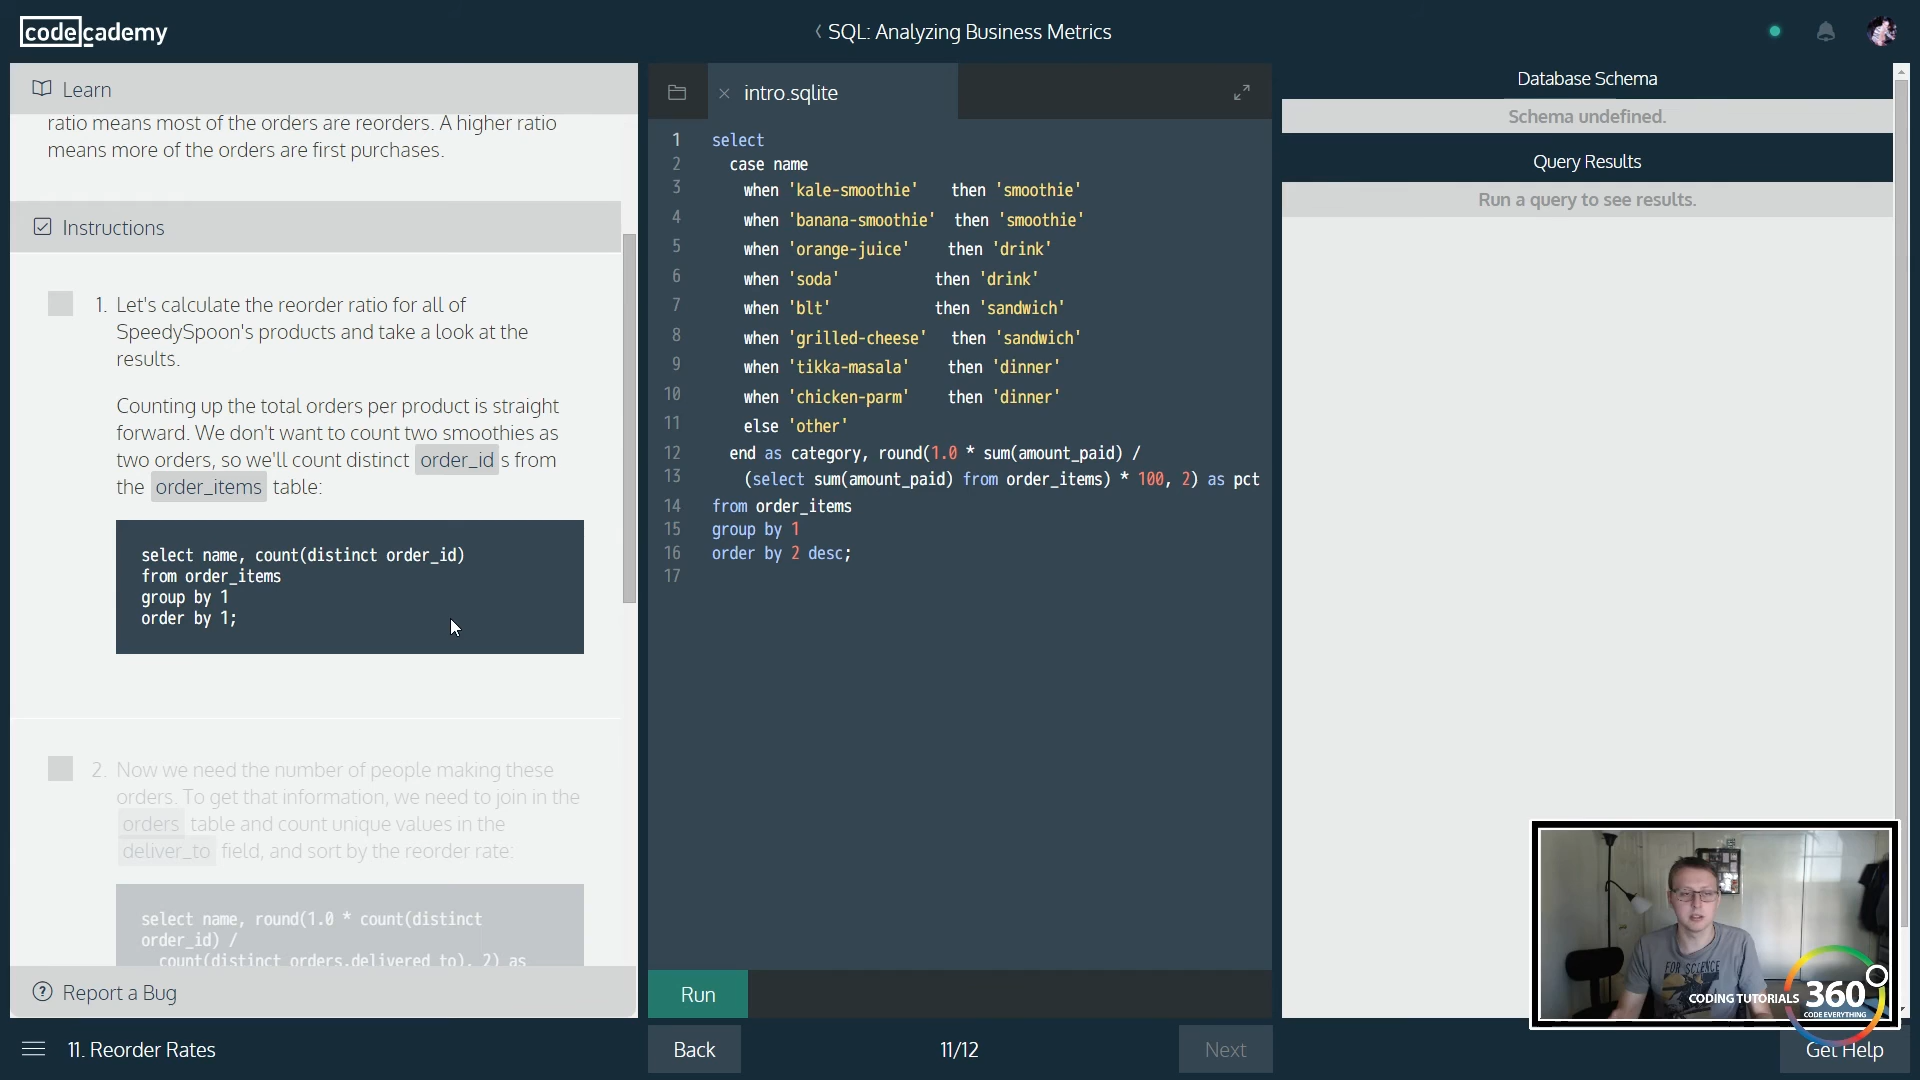 codecademy
SQL: Analyzing Business Metrics
Learn
ratio means most of the orders are reorders. A higher ratio
means more of the orders are first purchases.
Instructions
1. Let's calculate the reorder ratio for all of
SpeedySpoon's products and take a look at the
results.
Counting up the total orders per product is straight
forward. We don't want to count two smoothies as
two orders, so we'll count distinct order_id s from
the order_items table:
select name, count(distinct order_id)
from order_items
group by 1
order by 1;
2. Now we need the number of people making these
orders. To get that information, we need to join in the
orders table and count unique values in the
deliver_to field, and sort by the reorder rate:
select name, round(1.0 * count(distinct
order_id) /
count(distinct orders.delivered_to), 2) as
Report a Bug
11. Reorder Rates
intro.sqlite
1 select
2 case name
3 when 'kale-smoothie' then 'smoothie'
4 when 'banana-smoothie' then 'smoothie'
5 when 'orange-juice' then 'drink'
6 when 'soda' then 'drink'
7 when 'blt' then 'sandwich'
8 when 'grilled-cheese' then 'sandwich'
9 when 'tikka-masala' then 'dinner'
10 when 'chicken-parm' then 'dinner'
11 else 'other'
12 end as category, round(1.0 * sum(amount_paid) /
13 (select sum(amount_paid) from order_items) * 100, 2) as pct
14 from order_items
15 group by 1
16 order by 2 desc;
17
Run
Back
11/12
Next
Database Schema
Schema undefined.
Query Results
Run a query to see results.
FOR SCIENCE
CODING TUTORIALS 360
CODE EVERYTHING
Get Help